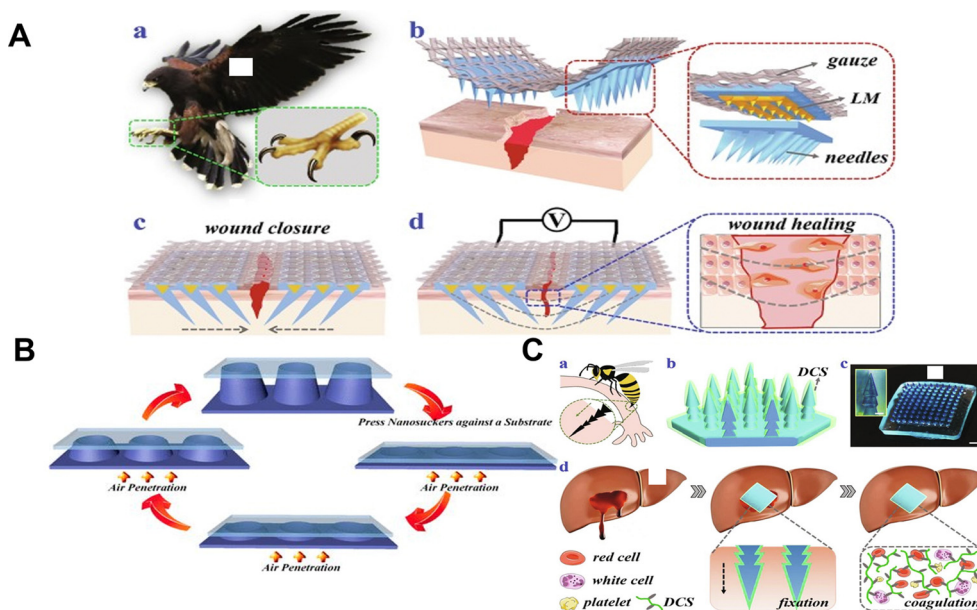 A
a
b
gauze
LM
needles
c
wound closure
d
V
wound healing
B
Press Nanosuckers against a Substrate
Air Penetration
Air Penetration
Air Penetration
C
a
b
DCS
c
d
red cell
white cell
platelet
DCS
fixation
coagulation